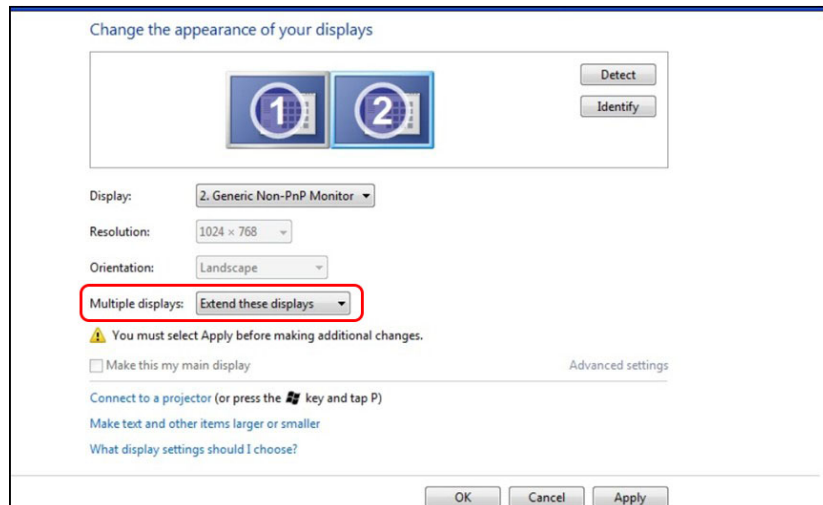 Change the appearance of your displays
1
2
Detect
Identify
Display:
2. Generic Non-PnP Monitor
Resolution:
1024 × 768
Orientation:
Landscape
Multiple displays:
Extend these displays
You must select Apply before making additional changes.
Make this my main display
Advanced settings
Connect to a projector (or press the key and tap P)
Make text and other items larger or smaller
What display settings should I choose?
OK
Cancel
Apply